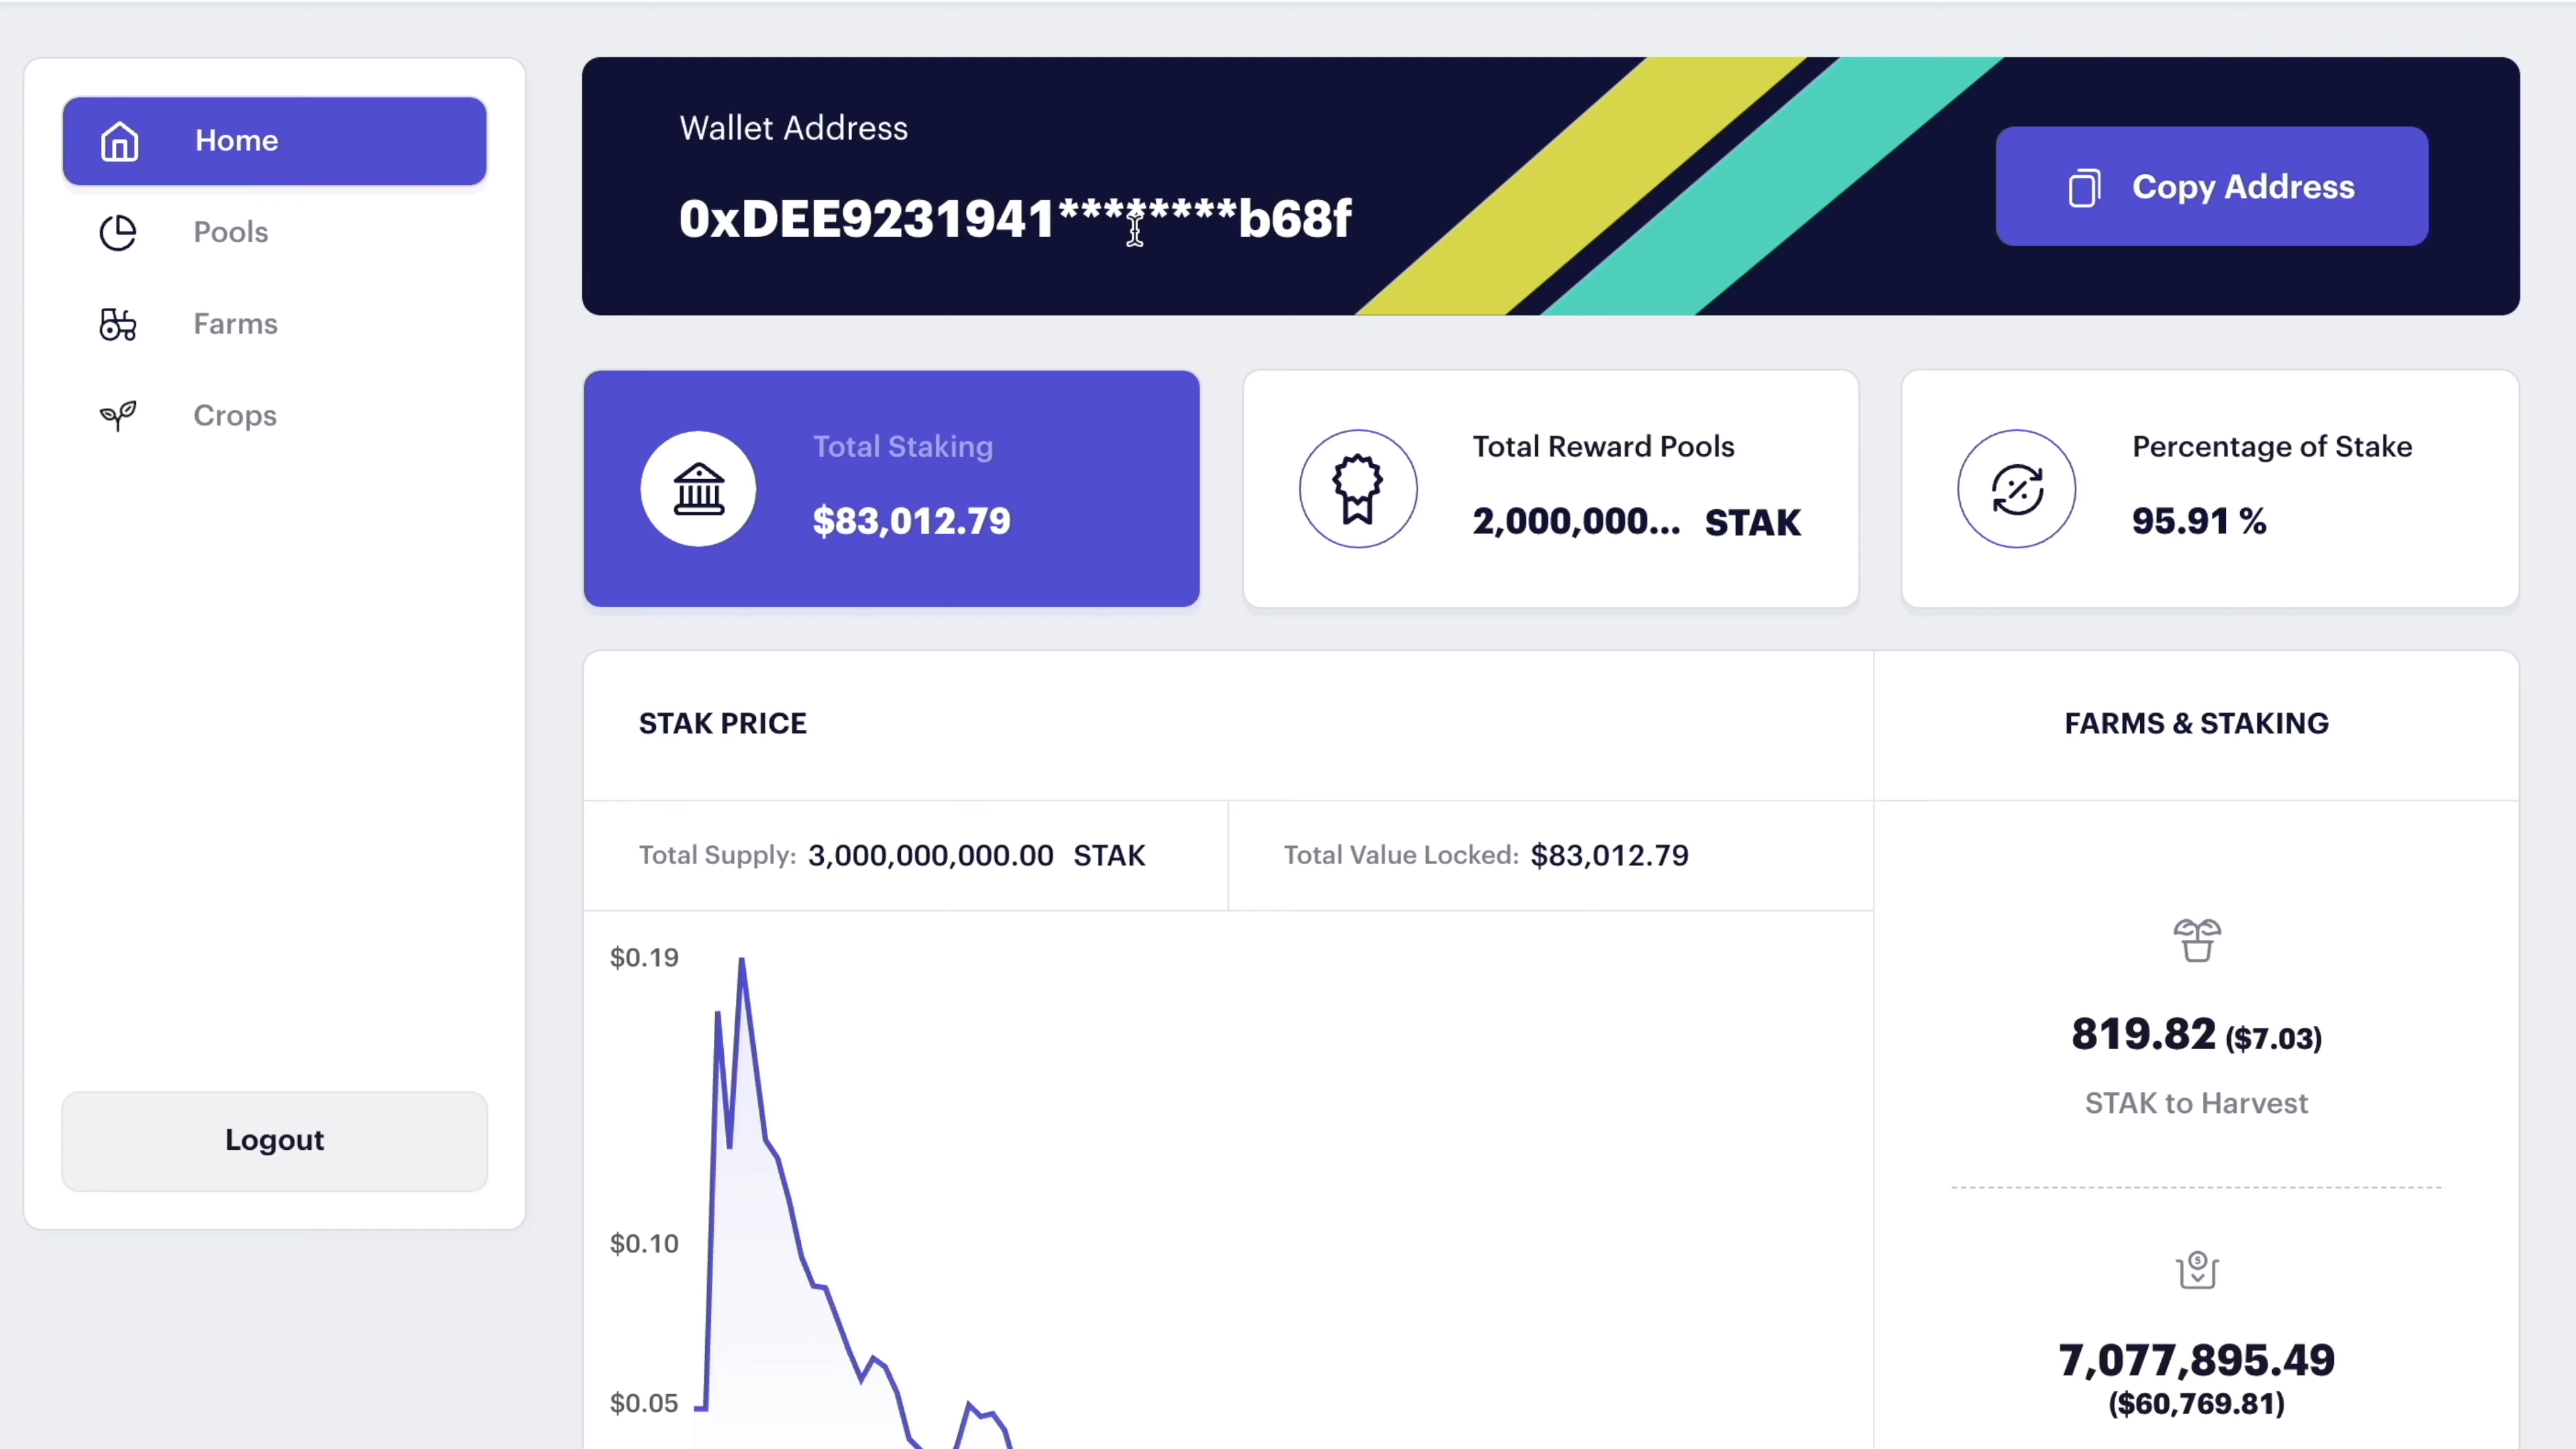 Home
Pools
Farms
Crops
Logout
Wallet Address
0xDEE9231941********b68f
Copy Address
Total Staking
$83,012.79
Total Reward Pools
2,000,000... STAK
Percentage of Stake
95.91 %
STAK PRICE
Total Supply: 3,000,000,000.00 STAK
Total Value Locked: $83,012.79
$0.19
$0.10
$0.05
FARMS & STAKING
819.82 ($7.03)
STAK to Harvest
7,077,895.49
($60,769.81)